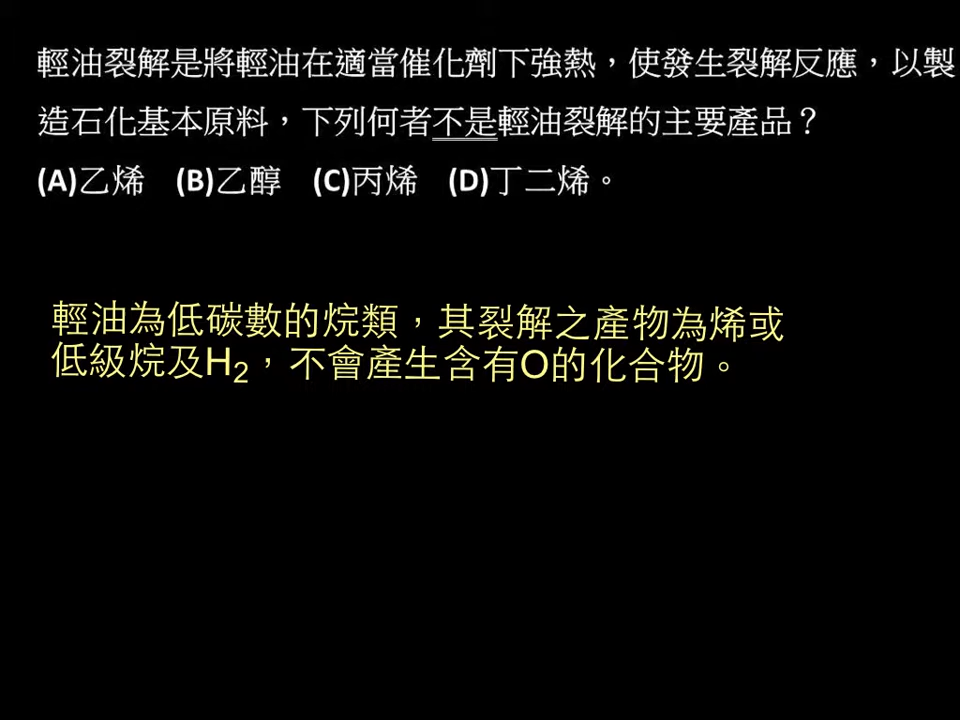 輕油裂解是將輕油在適當催化劑下強熱，使發生裂解反應，以製
造石化基本原料，下列何者不是輕油裂解的主要產品？
(A)乙烯 (B)乙醇 (C)丙烯 (D)丁二烯。
輕油為低碳數的烷類，其裂解之產物為烯或
低級烷及H₂，不會產生含有O的化合物。